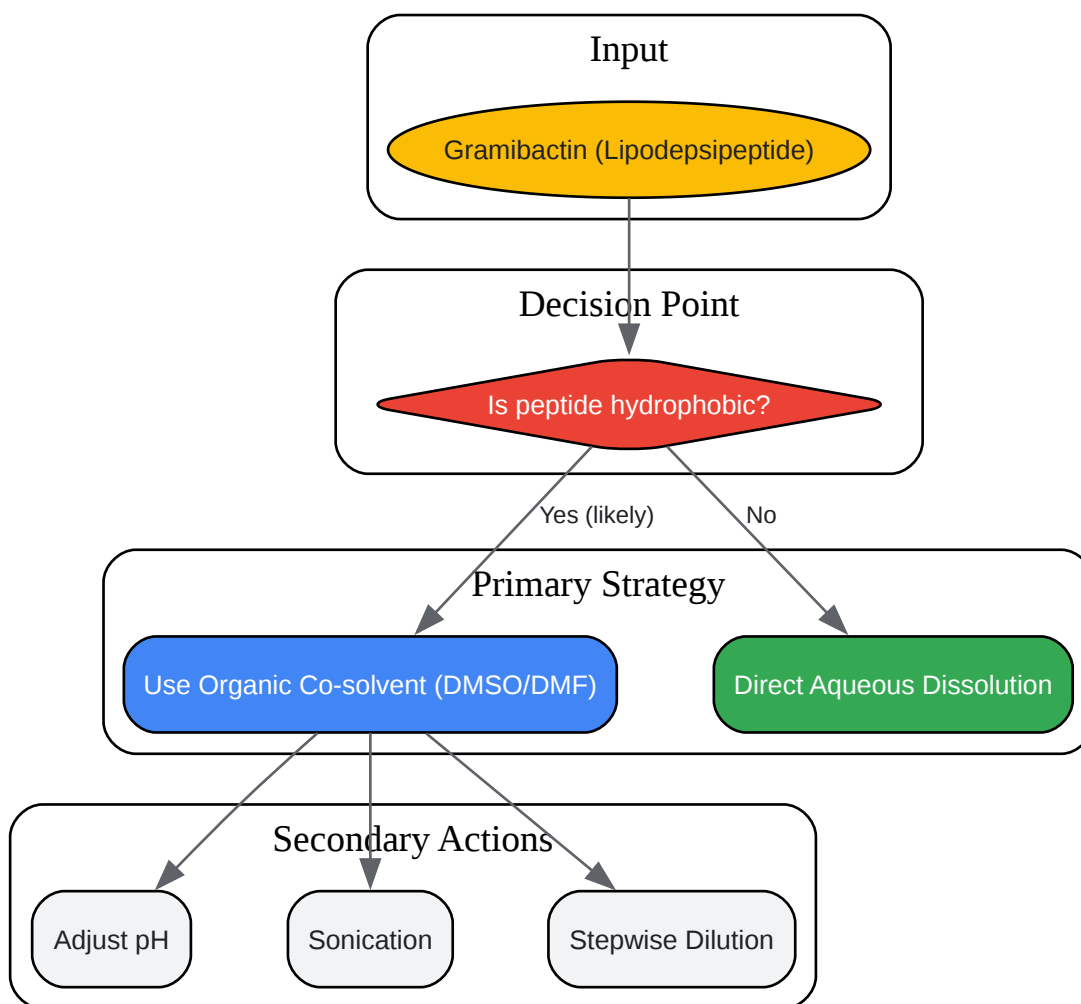 Input
Gramibactin (Lipodepsipeptide)
Decision Point
Is peptide hydrophobic?
Yes (likely)
No
Primary Strategy
Use Organic Co-solvent (DMSO/DMF)
Direct Aqueous Dissolution
Secondary Actions
Adjust pH
Sonication
Stepwise Dilution